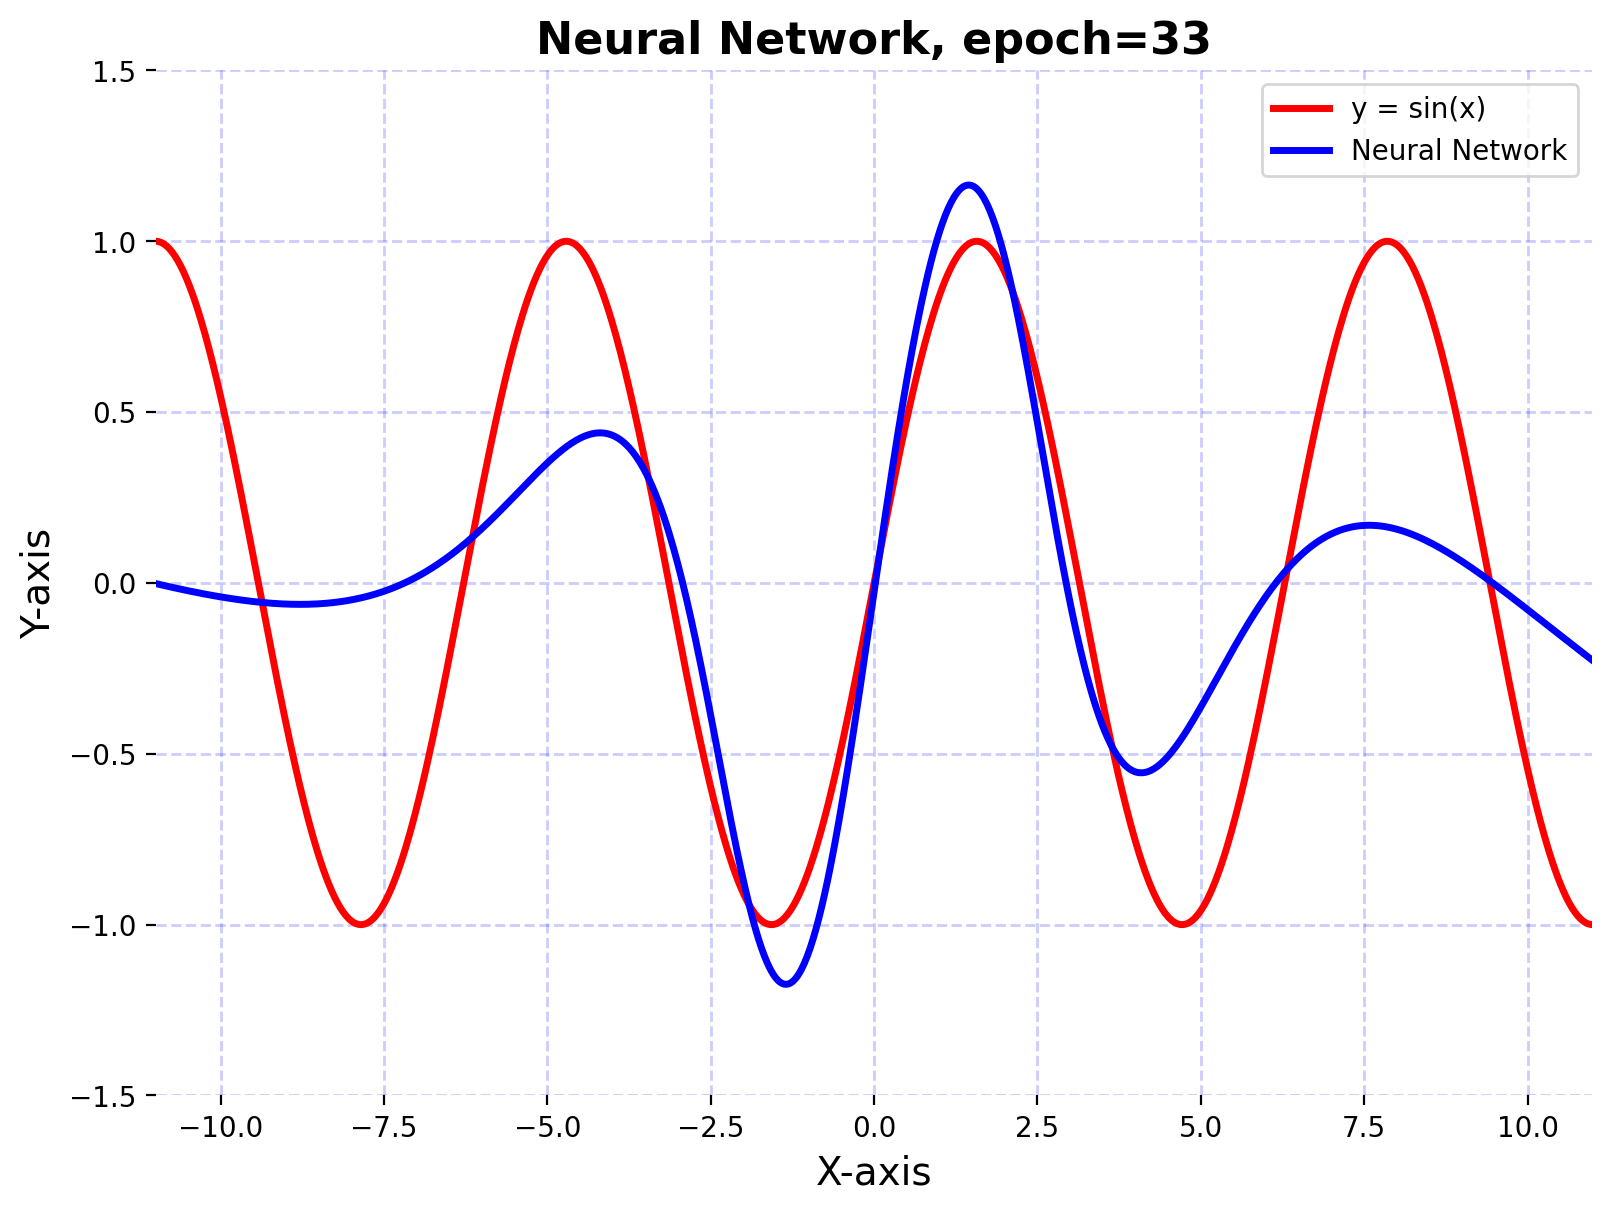 Neural Network, epoch=33
y = sin(x)
Neural Network
1.5
1.0
0.5
0.0
−0.5
−1.0
−1.5
Y-axis
−10.0 −7.5 −5.0 −2.5 0.0 2.5 5.0 7.5 10.0
X-axis